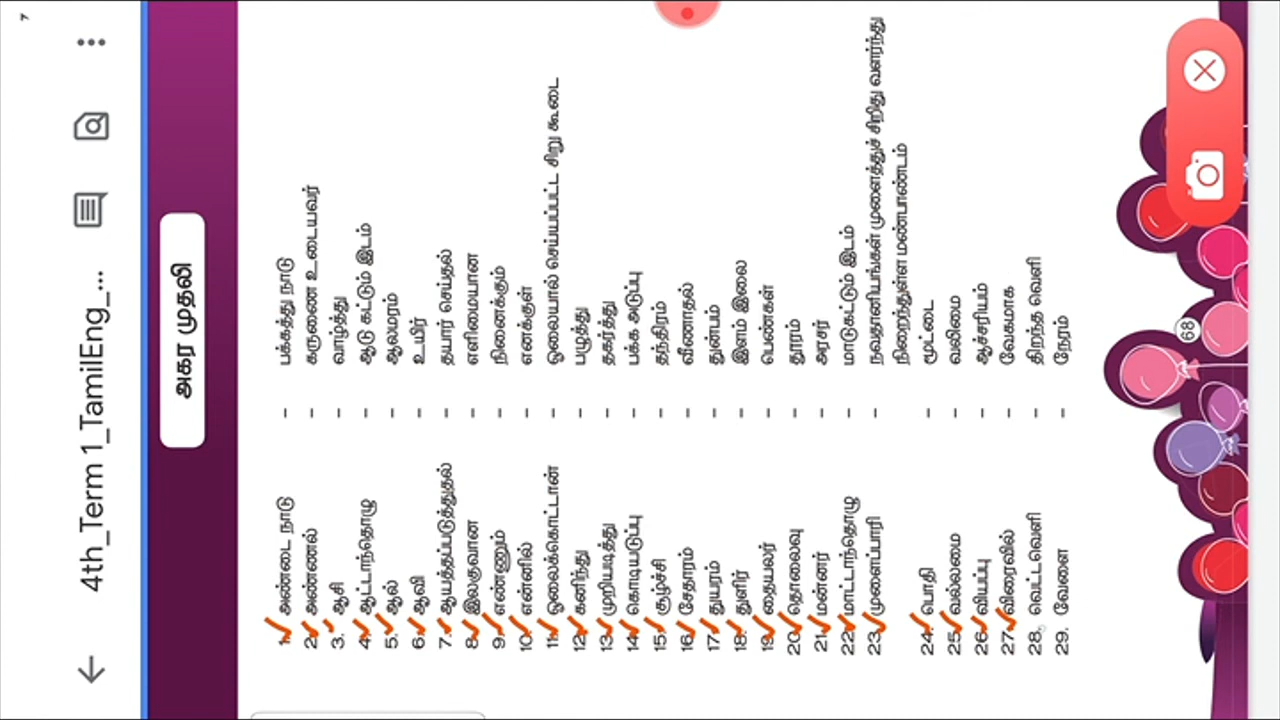 4th_Term 1_TamilEng_...
அகர முதலி
1. அண்டை நாடு - பக்கத்து நாடு
2. அண்ணல் - கருணை உடையவர்
3. ஆசி - வாழ்த்து
4. ஆட்டாந்தொழு - ஆடு கட்டும் இடம்
5. ஆல் - ஆலமரம்
6. ஆவி - உயிர்
7. ஆயத்தப்படுத்துதல் - தயார் செய்தல்
8. இலகுவான - எளிமையான
9. எண்ணும் - நினைக்கும்
10. என்னில் - எனக்குள்
11. ஓலைக்கொட்டான் - ஓலையால் செய்யப்பட்ட சிறு கூடை
12. கனிந்து - பழுத்து
13. முறியடித்து - தகர்த்து
14. கொடியடுப்பு - பக்க அடுப்பு
15. சூழ்ச்சி - தந்திரம்
16. சேதாரம் - வீணாதல்
17. துயரம் - துன்பம்
18. துளிர் - இளம் இலை
19. தையலர் - பெண்கள்
20. தொலைவு - தூரம்
21. மன்னர் - அரசர்
22. மாட்டாந்தொழு - மாடுகட்டும் இடம்
23. முளைப்பாரி - நவதானியங்கள் முளைத்துச் சிறிது வளர்ந்து
நிறைந்துள்ள மண்பாண்டம்
24. பொதி - மூட்டை
25. வல்லமை - வலிமை
26. வியப்பு - ஆச்சரியம்
27. விரைவில் - வேகமாக
28. வெட்டவெளி - திறந்த வெளி
29. வேளை - நேரம்
68